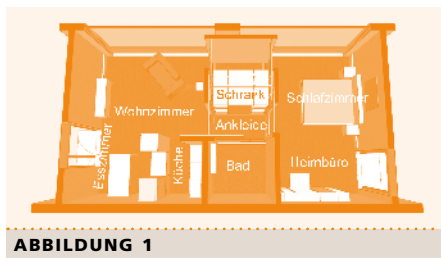 Schrank
Schlafzimmer
Wohnzimmer
Ankleide
Esszimmer
Küche
Bad
Heimbüro
ABBILDUNG 1